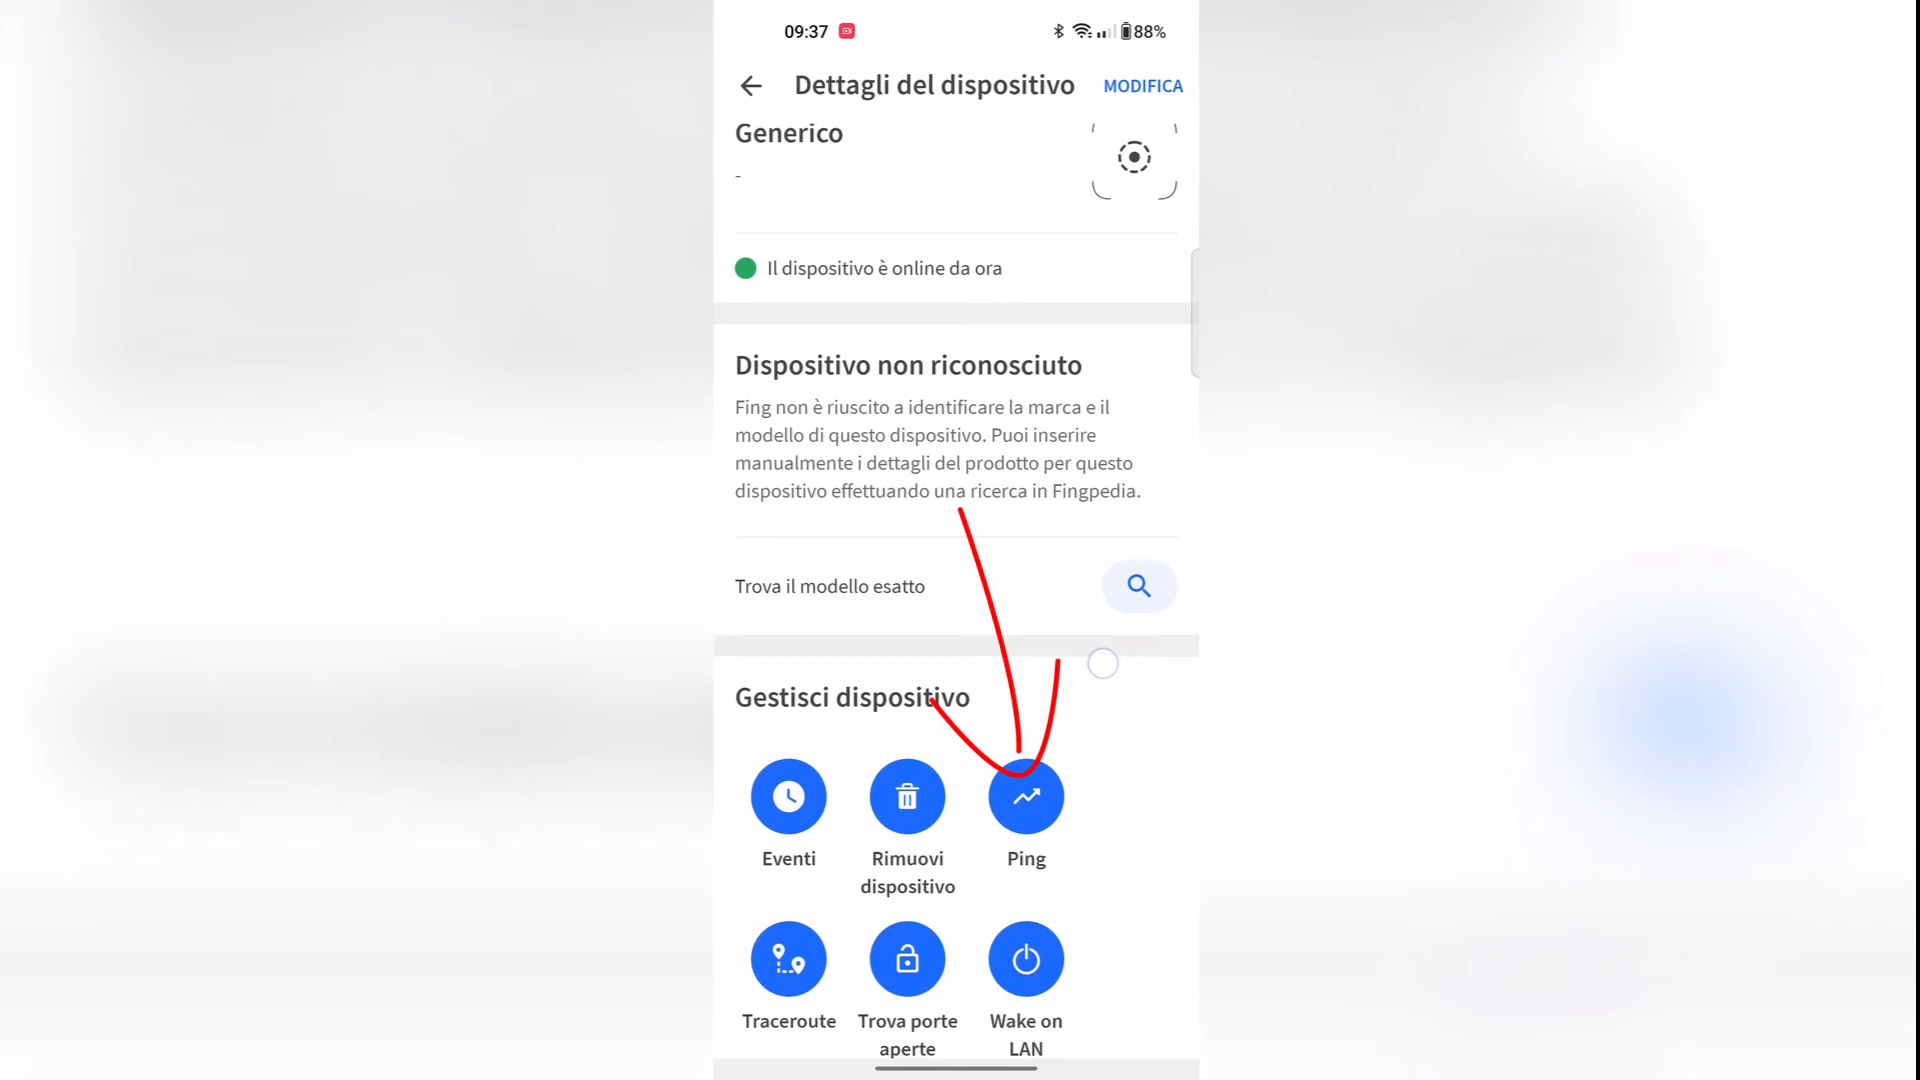 09:37
88%
Dettagli del dispositivo
MODIFICA
Generico
-
Il dispositivo è online da ora
Dispositivo non riconosciuto
Fing non è riuscito a identificare la marca e il
modello di questo dispositivo. Puoi inserire
manualmente i dettagli del prodotto per questo
dispositivo effettuando una ricerca in Fingpedia.
Trova il modello esatto
Gestisci dispositivo
Eventi
Rimuovi
dispositivo
Ping
Traceroute
Trova porte
aperte
Wake on
LAN